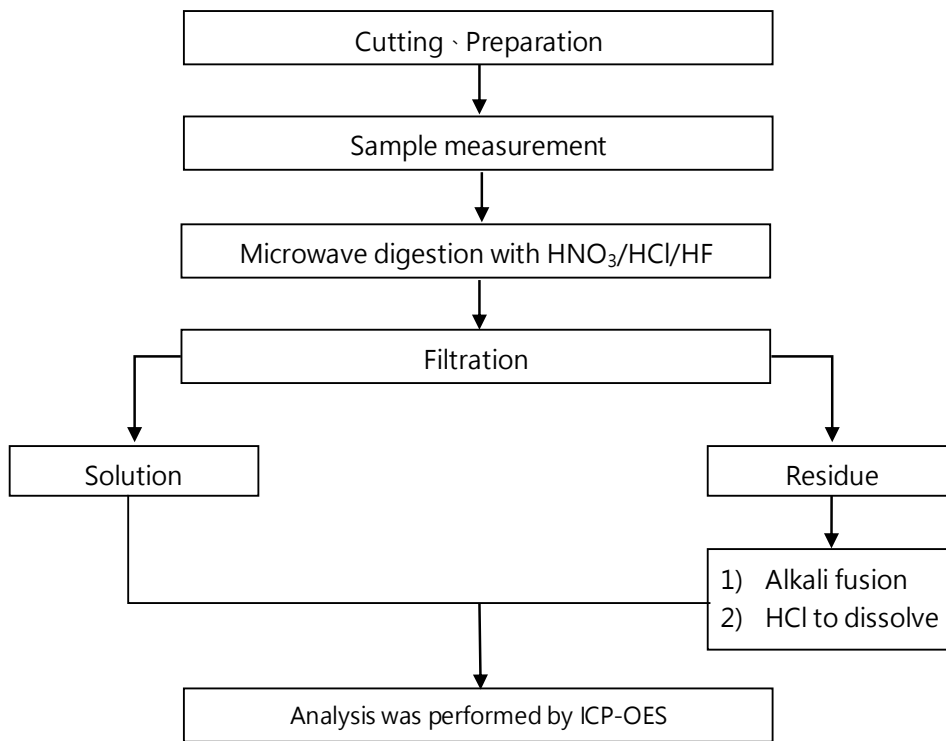 Cutting、Preparation
Sample measurement
Microwave digestion with HNO₃/HCl/HF
Filtration
Solution
Residue
1) Alkali fusion
2) HCl to dissolve
Analysis was performed by ICP-OES